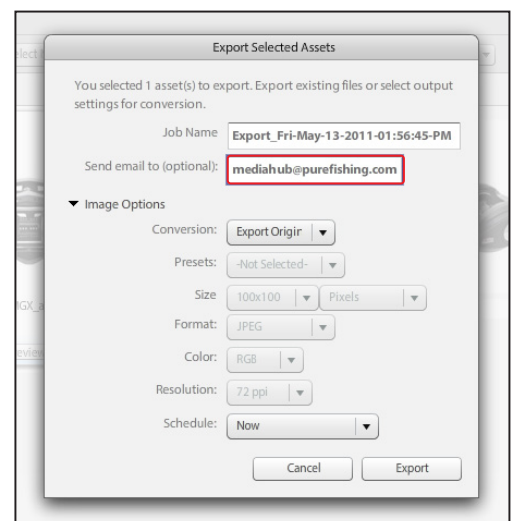 Export Selected Assets
You selected 1 asset(s) to export. Export existing files or select output
settings for conversion.
Job Name Export_Fri-May-13-2011-01:56:45-PM
Send email to (optional): mediahub@purefishing.com
Image Options
Conversion: Export Origir
Presets: -Not Selected-
Size 100x100 Pixels
Format: JPEG
Color: RGB
Resolution: 72 ppi
Schedule: Now
Cancel Export